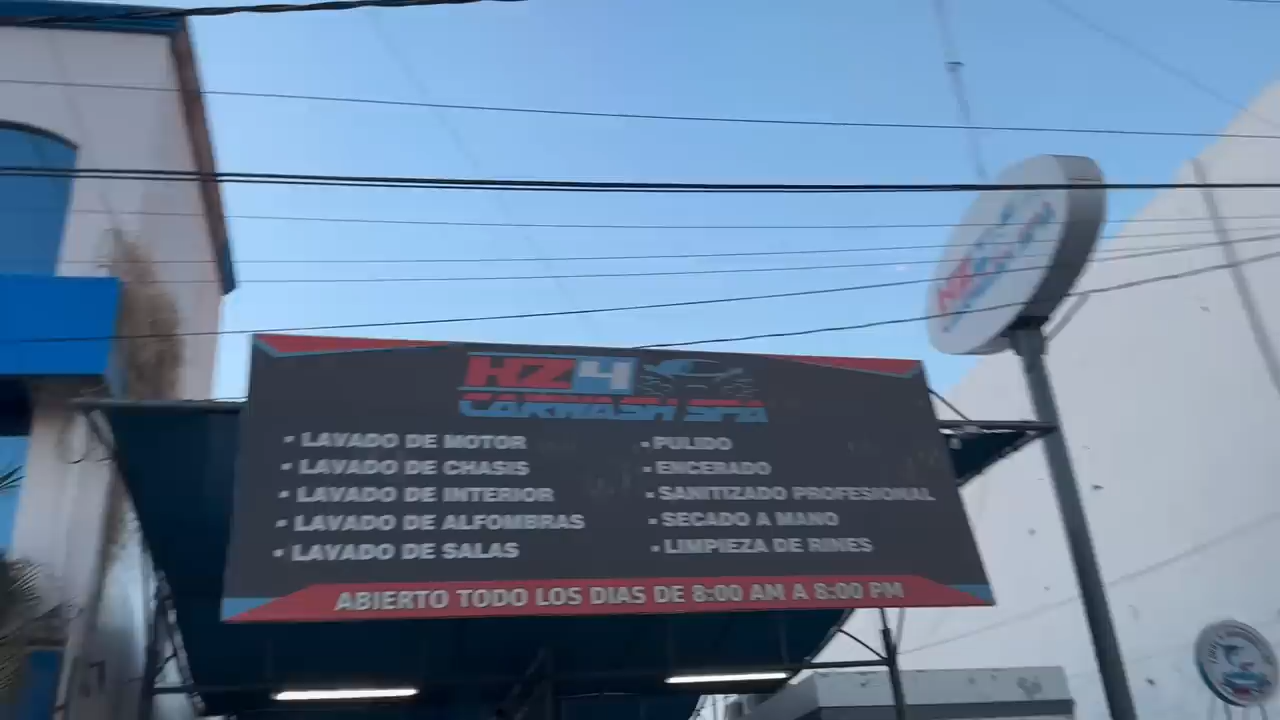 HZ4
CARWASH SPA
• LAVADO DE MOTOR
• LAVADO DE CHASIS
• LAVADO DE INTERIOR
• LAVADO DE ALFOMBRAS
• LAVADO DE SALAS
• PULIDO
• ENCERADO
• SANITIZADO PROFESIONAL
• SECADO A MANO
• LIMPIEZA DE RINES
ABIERTO TODO LOS DIAS DE 8:00 AM A 8:00 PM